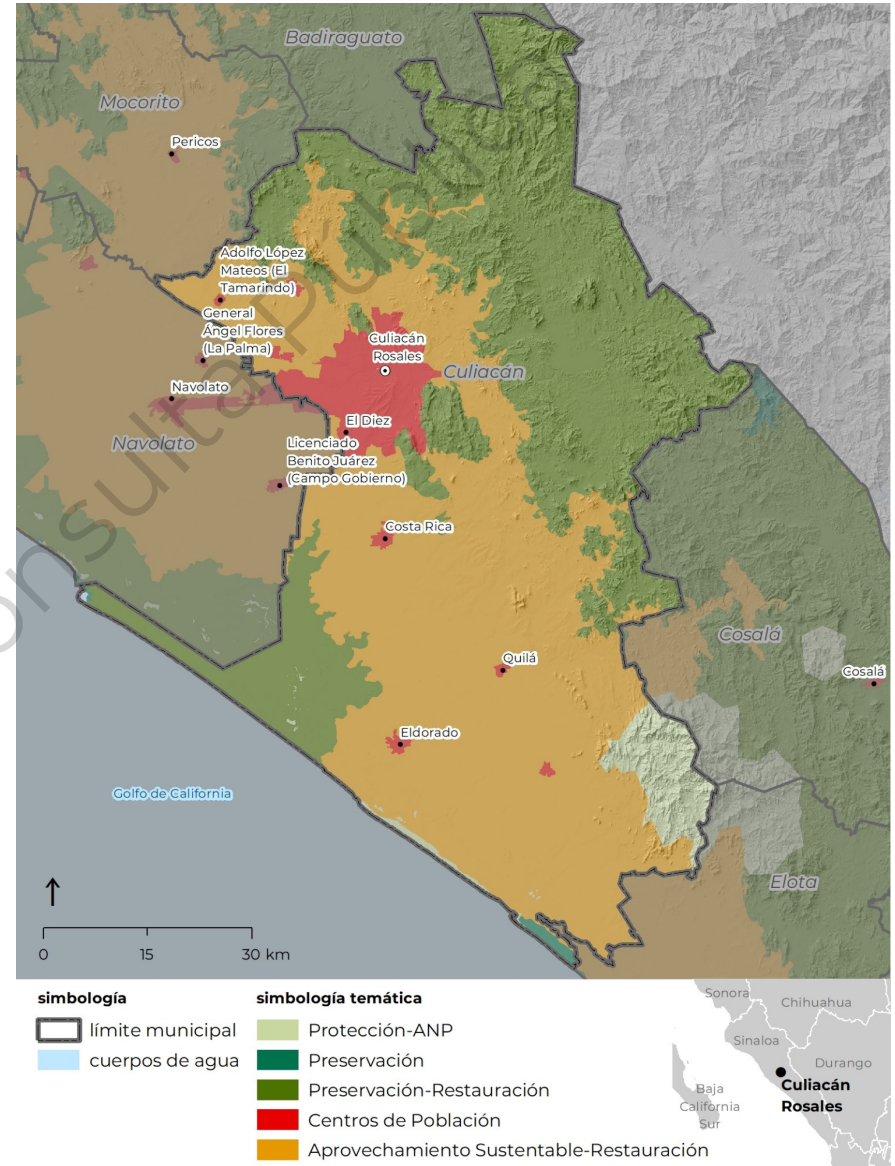 Badiraguato
Mocorito
Pericos
Adolfo López
Mateos (El
Tamarindo)
General
Ángel Flores
(La Palma)
Culiacán
Rosales
Culiacán
Navolato
El Diez
Navolato
Licenciado
Benito Juárez
(Campo Gobierno)
Costa Rica
Cosalá
Quilá
Cosalá
Eldorado
Golfo de California
Elota
0 15 30 km
simbología
límite municipal
cuerpos de agua
simbología temática
Protección-ANP
Preservación
Preservación-Restauración
Centros de Población
Aprovechamiento Sustentable-Restauración
Sonora
Chihuahua
Sinaloa
Durango
Culiacán
Rosales
Baja
California
Sur